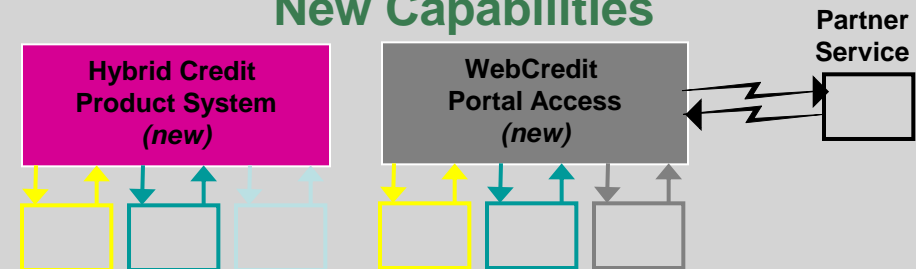 New Capabilities
Partner
Service
Hybrid Credit
Product System
(new)
WebCredit
Portal Access
(new)